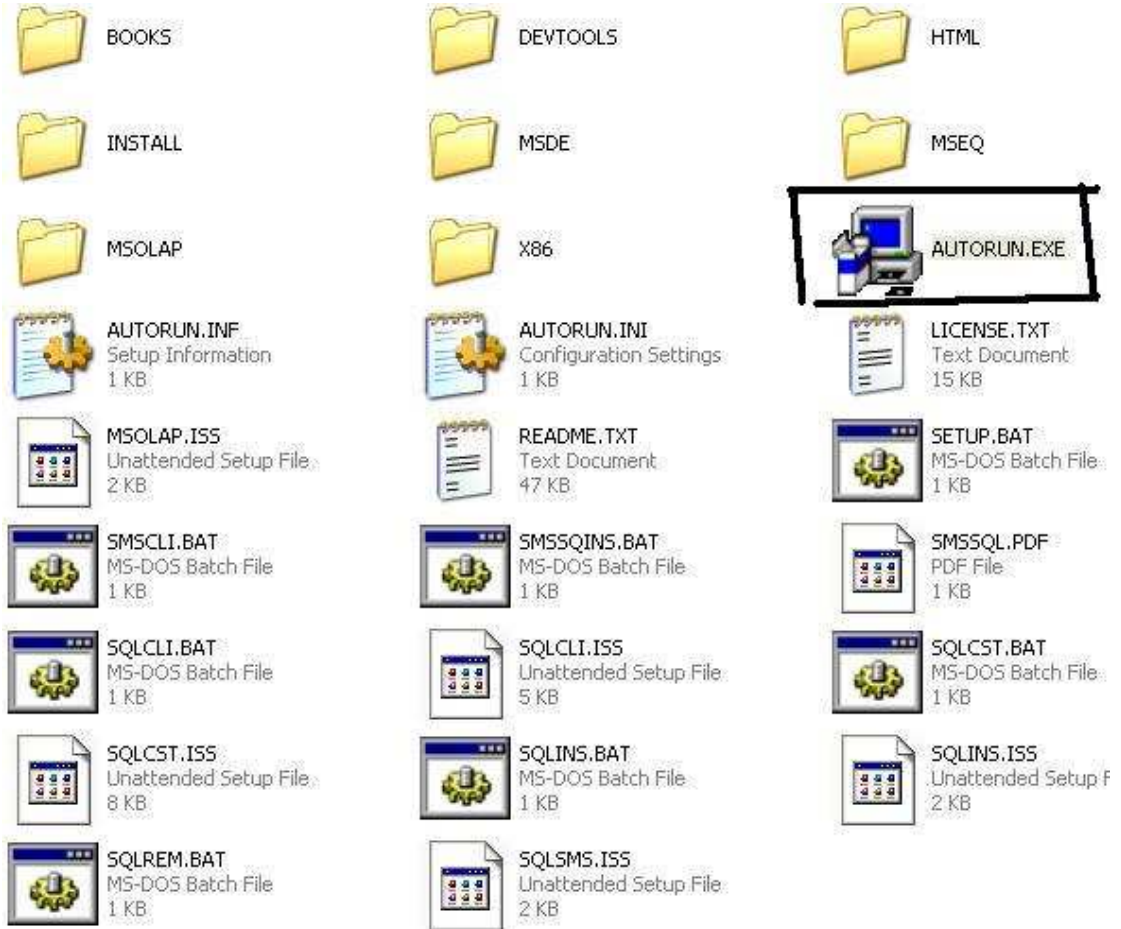 BOOKS
DEVTOOLS
HTML
INSTALL
MSDE
MSEQ
MSOLAP
X86
AUTORUN.EXE
AUTORUN.INF
Setup Information
1 KB
AUTORUN.INI
Configuration Settings
1 KB
LICENSE.TXT
Text Document
15 KB
MSOLAP.ISS
Unattended Setup File
2 KB
README.TXT
Text Document
47 KB
SETUP.BAT
MS-DOS Batch File
1 KB
SMSCLI.BAT
MS-DOS Batch File
1 KB
SMSSQINS.BAT
MS-DOS Batch File
1 KB
SMSSQL.PDF
PDF File
1 KB
SQLCLI.BAT
MS-DOS Batch File
1 KB
SQLCLI.ISS
Unattended Setup File
5 KB
SQLCST.BAT
MS-DOS Batch File
1 KB
SQLCST.ISS
Unattended Setup File
8 KB
SQLINS.BAT
MS-DOS Batch File
1 KB
SQLINS.ISS
Unattended Setup F
2 KB
SQLREM.BAT
MS-DOS Batch File
1 KB
SQLSMS.ISS
Unattended Setup File
2 KB